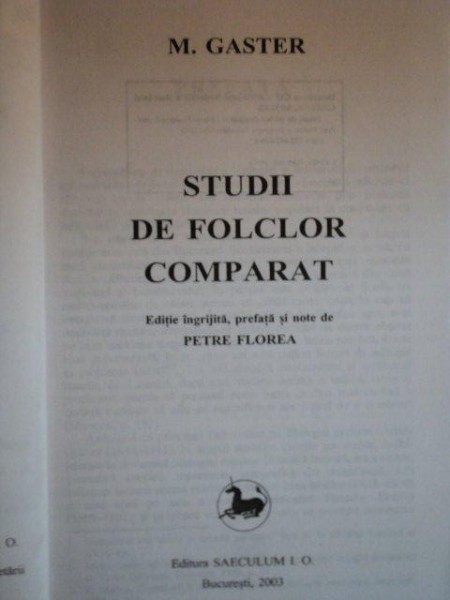 M. GASTER
STUDII
DE FOLCLOR
COMPARAT
Ediție îngrijită, prefață și note de
PETRE FLOREA
O.
Editura SAECULUM I. O.
București, 2003